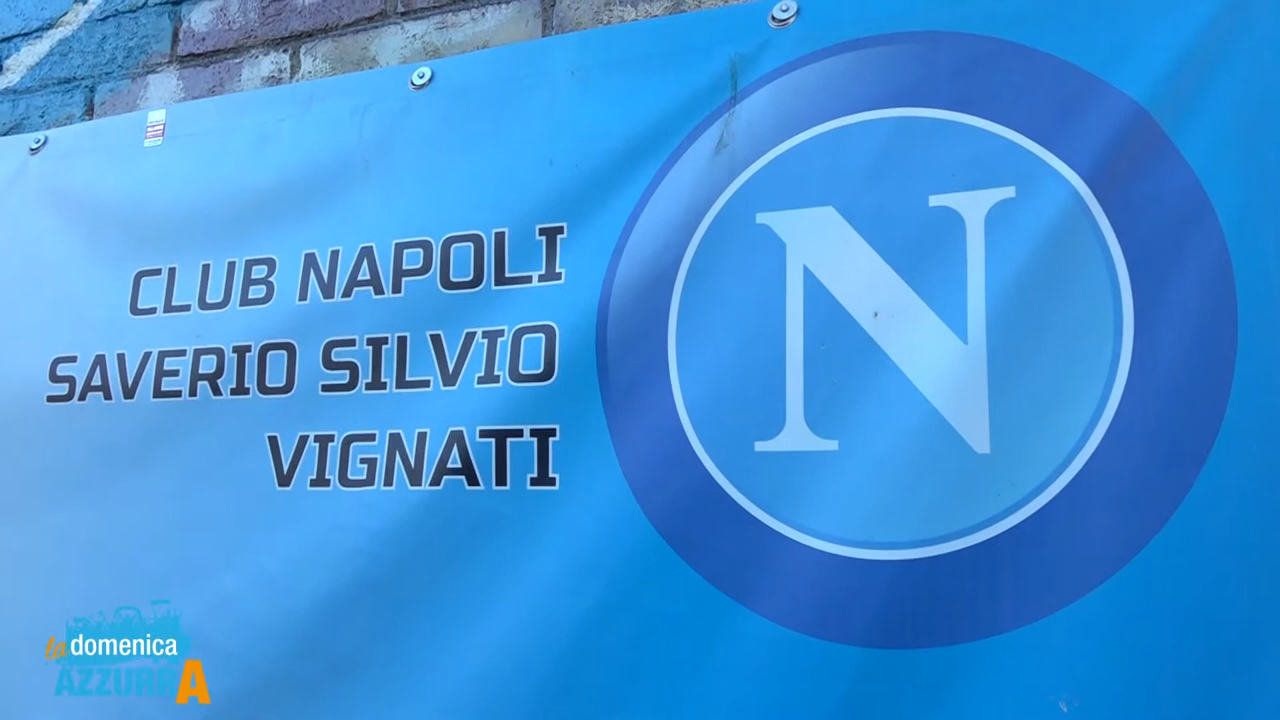 CLUB NAPOLI
SAVERIO SILVIO
VIGNATI
N
la domenica
AZZURRA